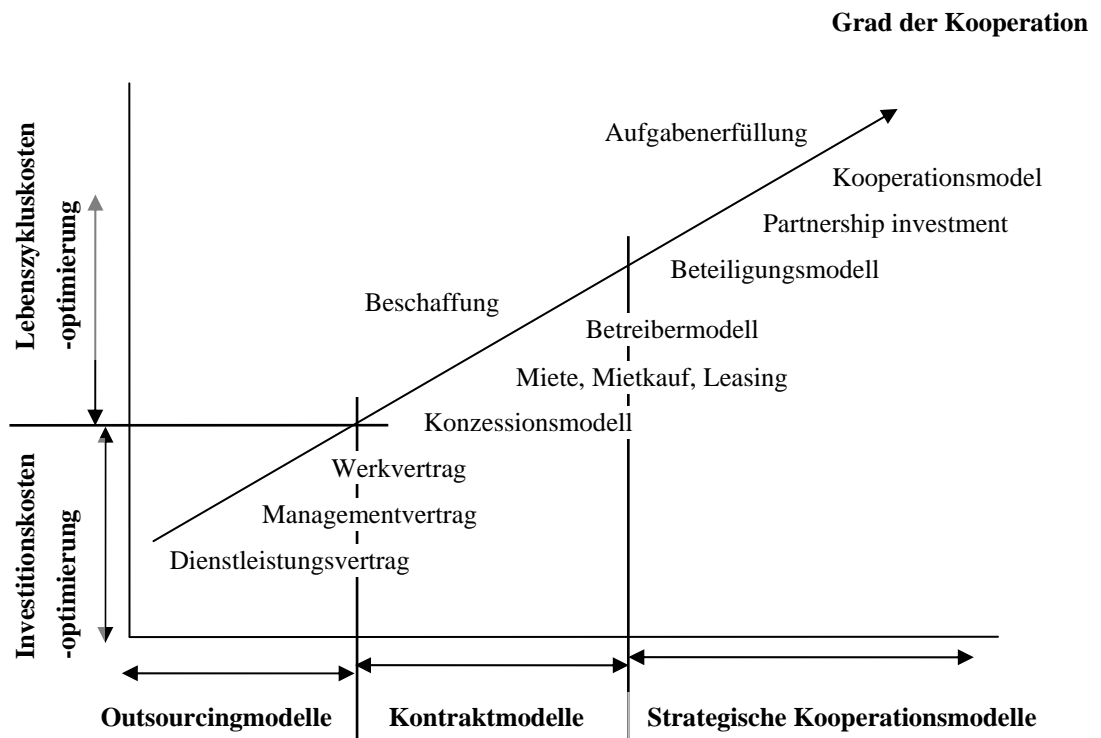 Grad der Kooperation
Aufgabenerfüllung
Kooperationsmodel
Partnership investment
Beteiligungsmodell
Beschaffung
Betreibermodell
Miete, Mietkauf, Leasing
Konzessionsmodell
Werkvertrag
Managementvertrag
Dienstleistungsvertrag
Lebenszykluskosten
-optimierung
Investitionskosten
-optimierung
Outsourcingmodelle
Kontraktmodelle
Strategische Kooperationsmodelle